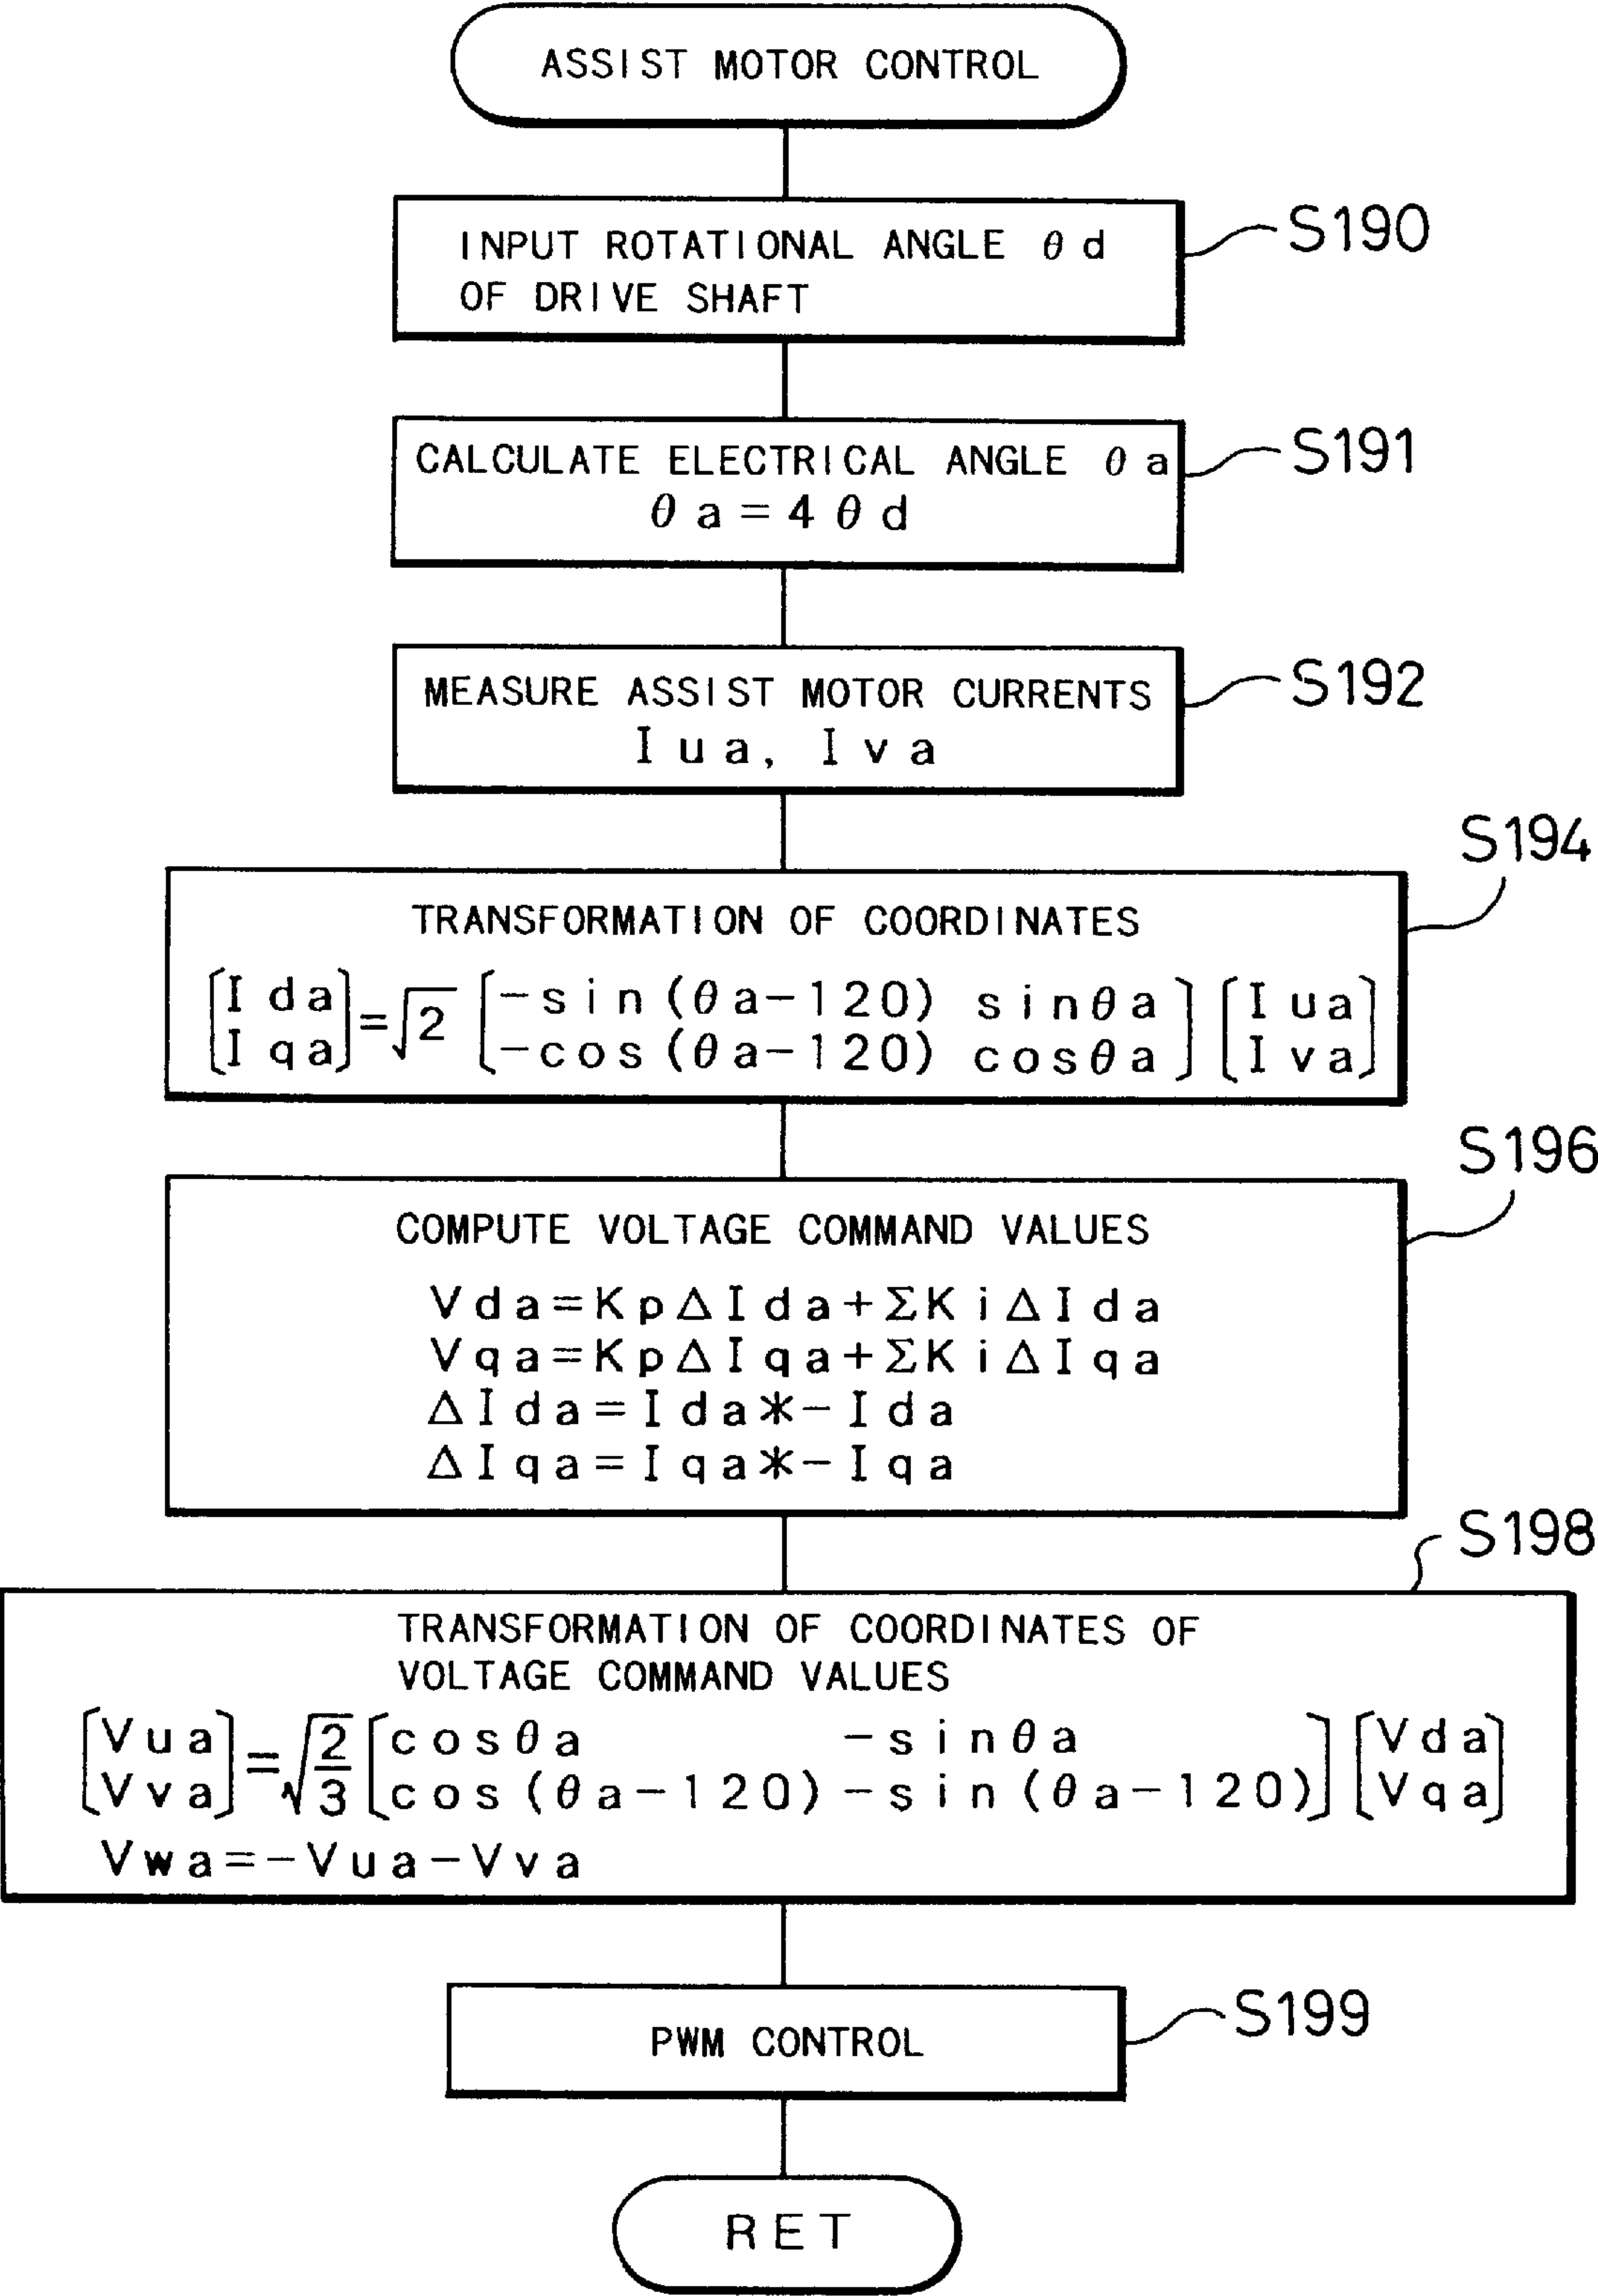 ASSIST MOTOR CONTROL
INPUT ROTATIONAL ANGLE θd
OF DRIVE SHAFT
S190
CALCULATE ELECTRICAL ANGLE θa
θa=4θd
S191
MEASURE ASSIST MOTOR CURRENTS
Iua, Iva
S192
S194
TRANSFORMATION OF COORDINATES
[Ida] = √2 [-sin(θa-120) sinθa] [Iua]
[Iqa] [-cos(θa-120) cosθa] [Iva]
S196
COMPUTE VOLTAGE COMMAND VALUES
Vda=KpΔIda+ΣKiΔIda
Vqa=KpΔIqa+ΣKiΔIqa
ΔIda=Ida*-Ida
ΔIqa=Iqa*-Iqa
S198
TRANSFORMATION OF COORDINATES OF
VOLTAGE COMMAND VALUES
[Vua] = √2/3 [cosθa -sinθa] [Vda]
[Vva] [cos(θa-120) -sin(θa-120)] [Vqa]
Vwa=-Vua-Vva
PWM CONTROL
S199
RET